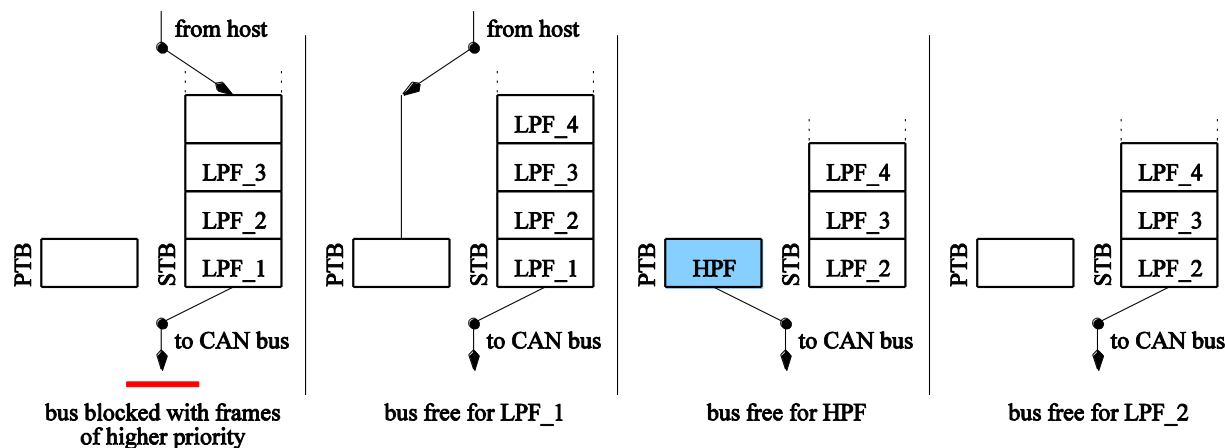 from host
LPF_3
LPF_2
LPF_1
PTB
STB
to CAN bus
bus blocked with frames
of higher priority
from host
LPF_4
LPF_3
LPF_2
LPF_1
PTB
STB
to CAN bus
bus free for LPF_1
LPF_4
LPF_3
LPF_2
PTB
HPF
STB
to CAN bus
bus free for HPF
LPF_4
LPF_3
LPF_2
PTB
STB
to CAN bus
bus free for LPF_2